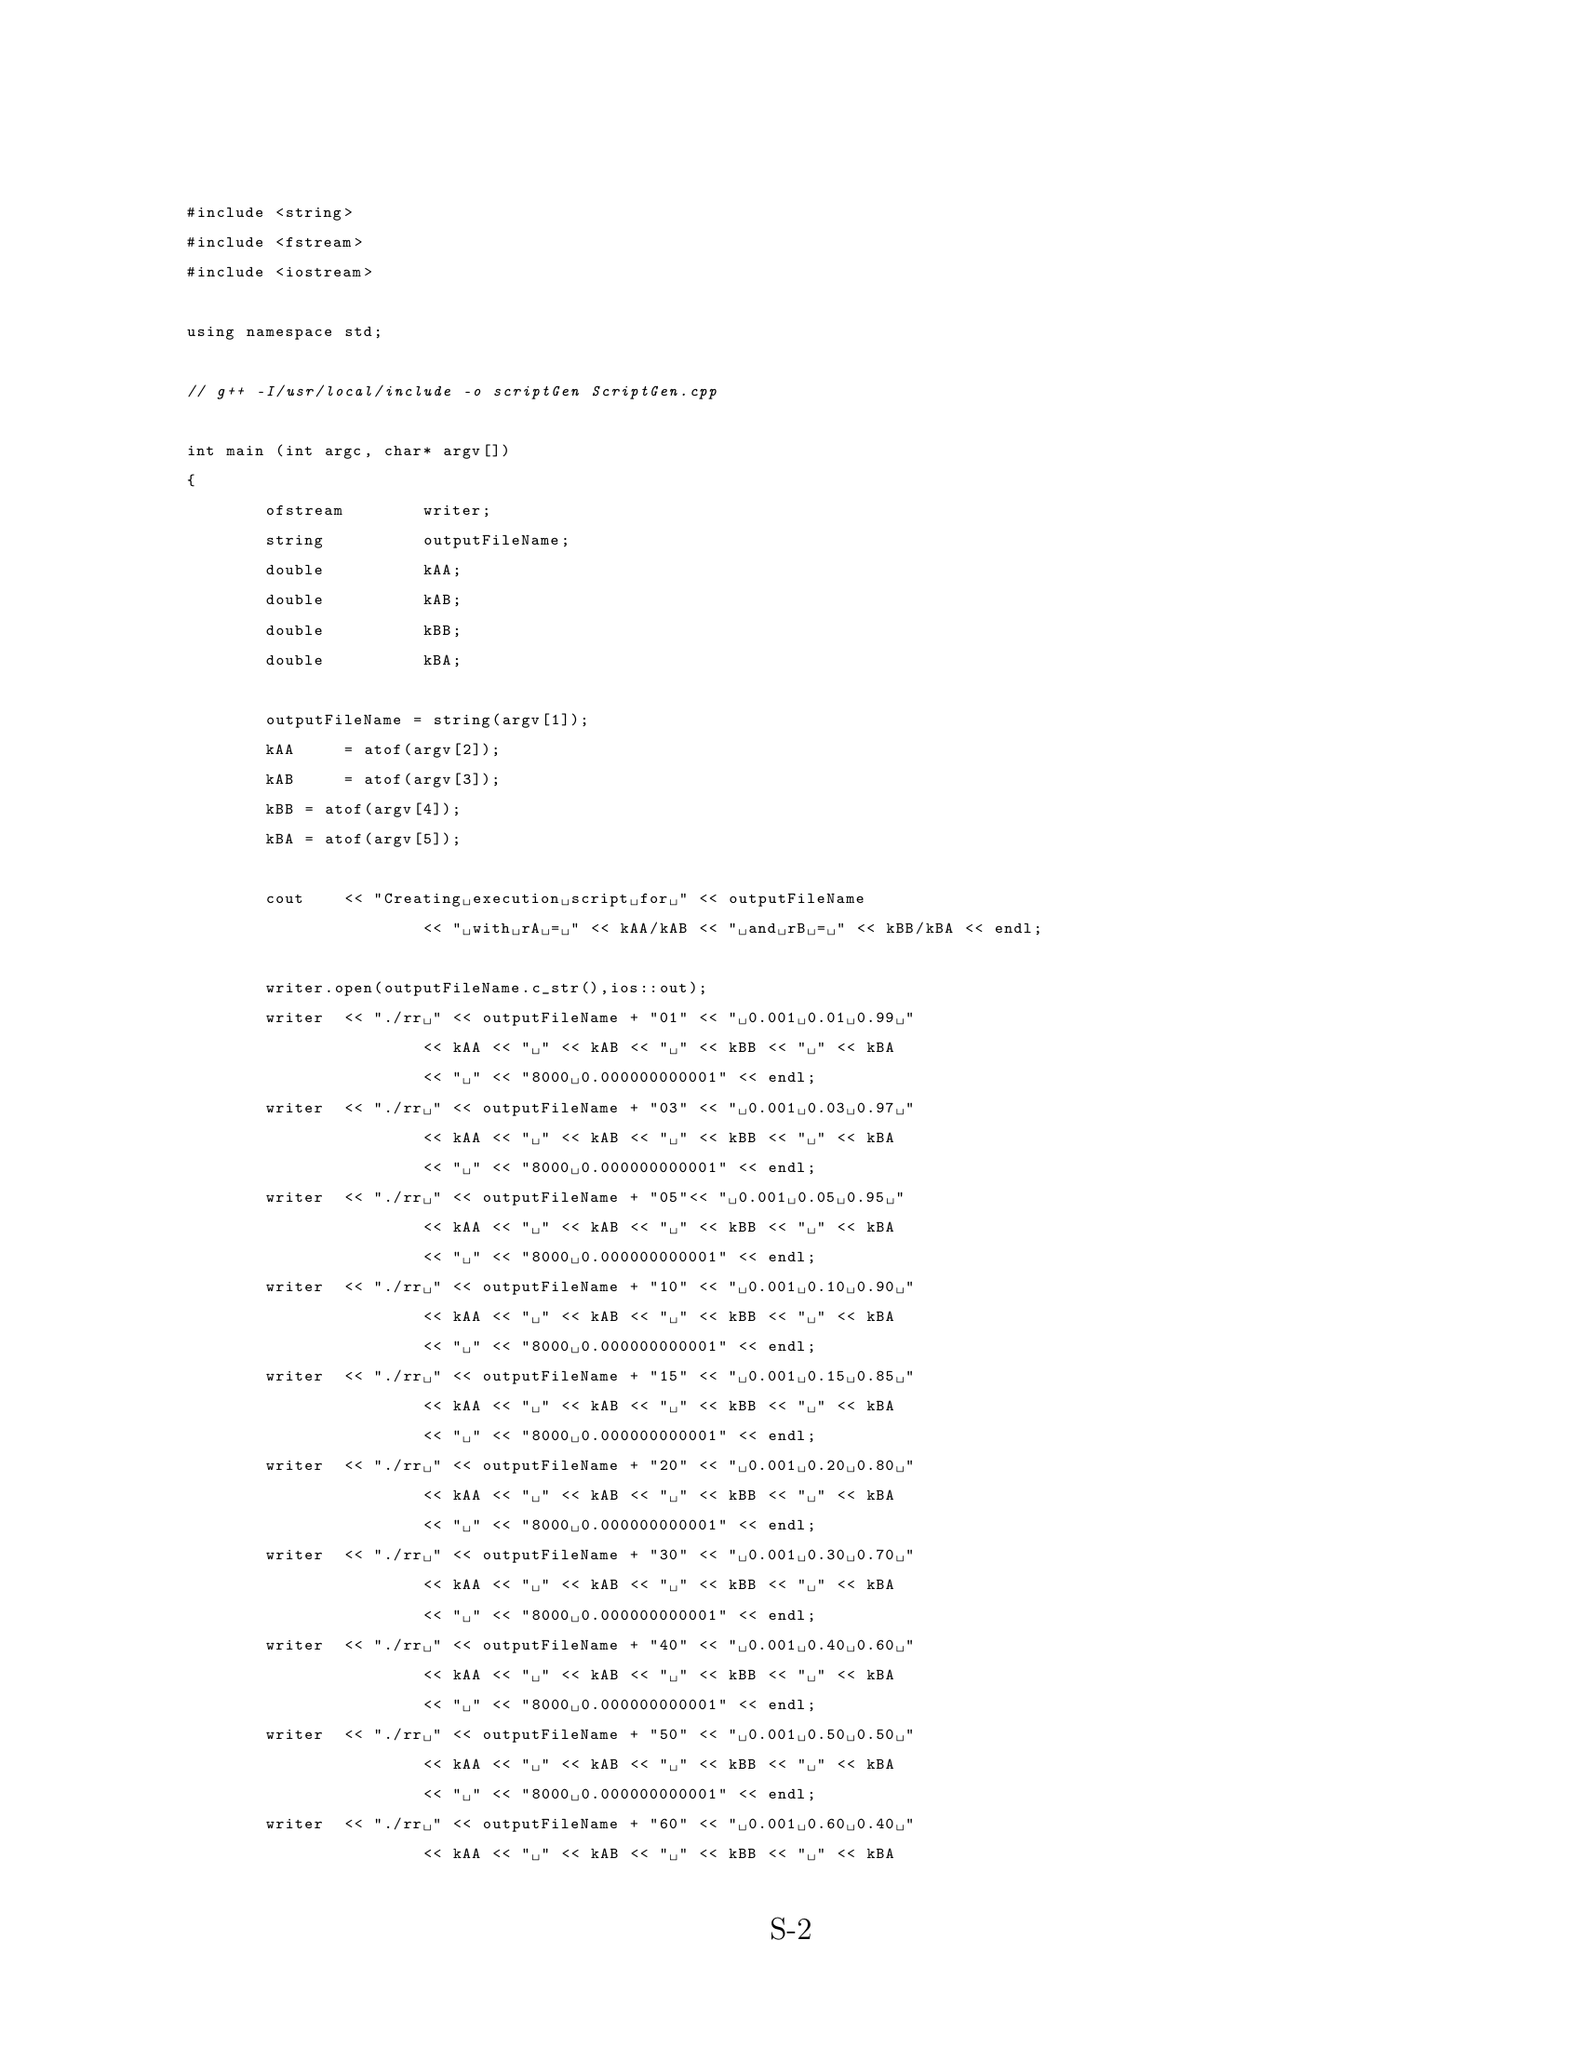 #include <string>
#include <fstream>
#include <iostream>
using namespace std;
// g++ -I/usr/local/include -o scriptGen ScriptGen.cpp
int main (int argc, char* argv[])
{
ofstream writer;
string outputFileName;
double kAA;
double kAB;
double kBB;
double kBA;
outputFileName = string(argv[1]);
kAA = atof(argv[2]);
kAB = atof(argv[3]);
kBB = atof(argv[4]);
kBA = atof(argv[5]);
cout << "Creating␣execution␣script␣for␣" << outputFileName
<< "␣with␣rA␣=␣" << kAA/kAB << "␣and␣rB␣=␣" << kBB/kBA << endl;
writer.open(outputFileName.c_str(),ios::out);
writer << "./rr␣" << outputFileName + "01" << "␣0.001␣0.01␣0.99␣"
<< kAA << "␣" << kAB << "␣" << kBB << "␣" << kBA
<< "␣" << "8000␣0.000000000001" << endl;
writer << "./rr␣" << outputFileName + "03" << "␣0.001␣0.03␣0.97␣"
<< kAA << "␣" << kAB << "␣" << kBB << "␣" << kBA
<< "␣" << "8000␣0.000000000001" << endl;
writer << "./rr␣" << outputFileName + "05"<< "␣0.001␣0.05␣0.95␣"
<< kAA << "␣" << kAB << "␣" << kBB << "␣" << kBA
<< "␣" << "8000␣0.000000000001" << endl;
writer << "./rr␣" << outputFileName + "10" << "␣0.001␣0.10␣0.90␣"
<< kAA << "␣" << kAB << "␣" << kBB << "␣" << kBA
<< "␣" << "8000␣0.000000000001" << endl;
writer << "./rr␣" << outputFileName + "15" << "␣0.001␣0.15␣0.85␣"
<< kAA << "␣" << kAB << "␣" << kBB << "␣" << kBA
<< "␣" << "8000␣0.000000000001" << endl;
writer << "./rr␣" << outputFileName + "20" << "␣0.001␣0.20␣0.80␣"
<< kAA << "␣" << kAB << "␣" << kBB << "␣" << kBA
<< "␣" << "8000␣0.000000000001" << endl;
writer << "./rr␣" << outputFileName + "30" << "␣0.001␣0.30␣0.70␣"
<< kAA << "␣" << kAB << "␣" << kBB << "␣" << kBA
<< "␣" << "8000␣0.000000000001" << endl;
writer << "./rr␣" << outputFileName + "40" << "␣0.001␣0.40␣0.60␣"
<< kAA << "␣" << kAB << "␣" << kBB << "␣" << kBA
<< "␣" << "8000␣0.000000000001" << endl;
writer << "./rr␣" << outputFileName + "50" << "␣0.001␣0.50␣0.50␣"
<< kAA << "␣" << kAB << "␣" << kBB << "␣" << kBA
<< "␣" << "8000␣0.000000000001" << endl;
writer << "./rr␣" << outputFileName + "60" << "␣0.001␣0.60␣0.40␣"
<< kAA << "␣" << kAB << "␣" << kBB << "␣" << kBA
S-2